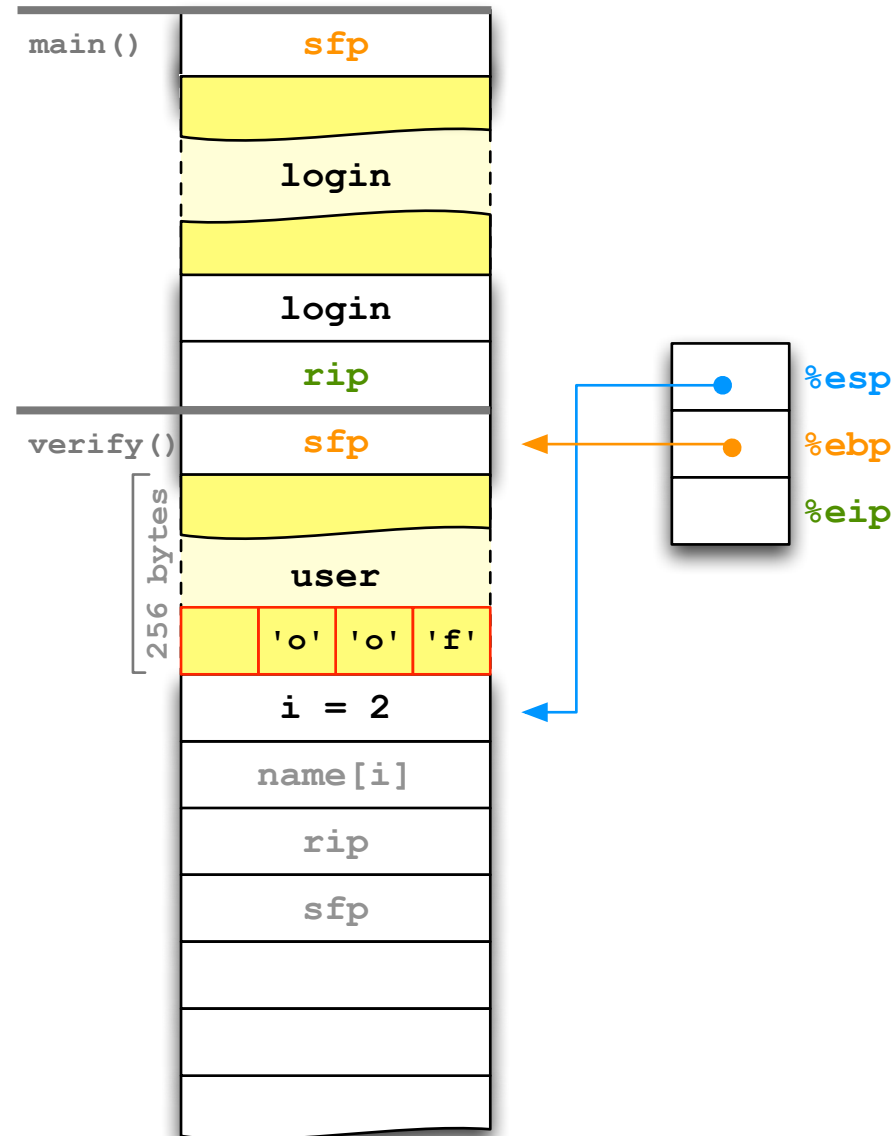 main() sfp
login
login
rip %esp
verify() sfp %ebp
%eip
256 bytes
user
'o' 'o' 'f'
i = 2
name[i]
rip
sfp